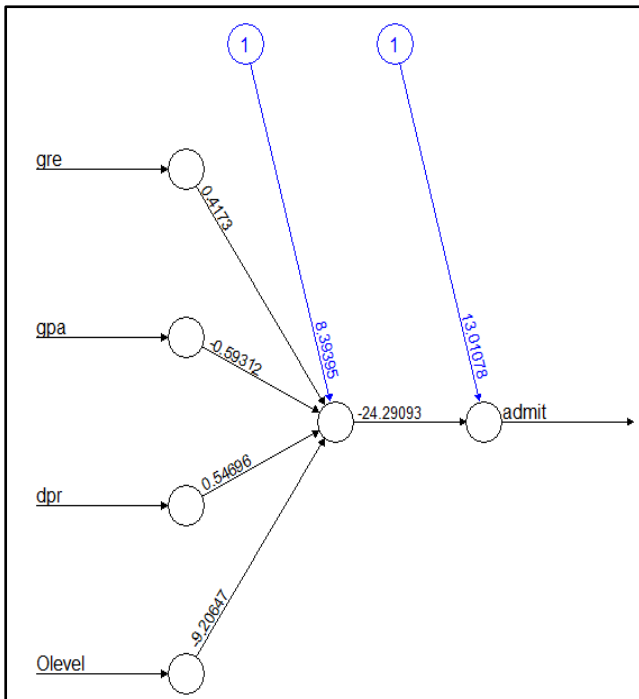 1
1
gre
0.4173
gpa
-0.59312
8.39395
13.01078
-24.29093
admit
dpr
0.54696
-9.20647
Olevel